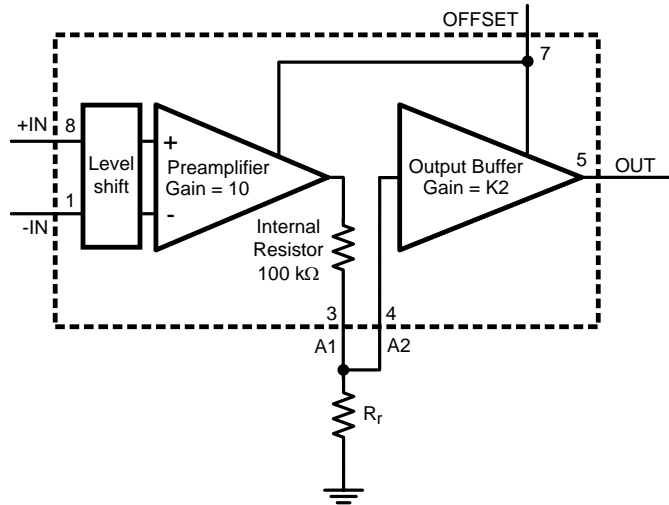 OFFSET
7
+IN
8
Level
shift
+
Preamplifier
Gain = 10
-
1
-IN
Output Buffer
Gain = K2
5
OUT
Internal
Resistor
100 kΩ
3
4
A1
A2
Rr